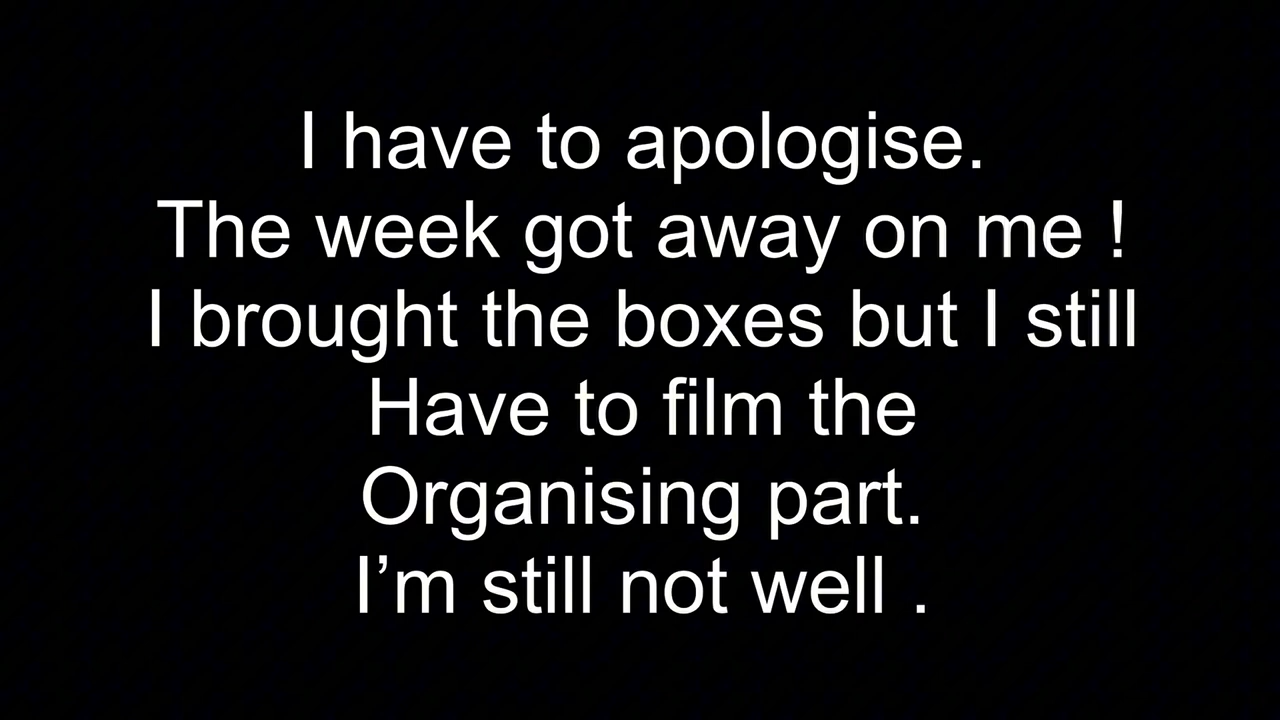 I have to apologise.
The week got away on me !
I brought the boxes but I still
Have to film the
Organising part.
I’m still not well .